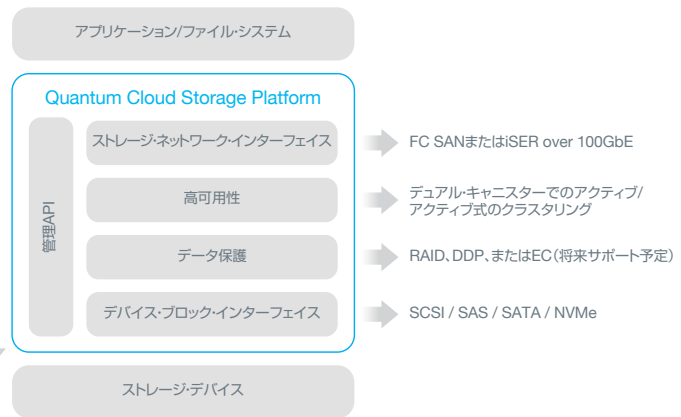 アプリケーション/ファイル・システム
Quantum Cloud Storage Platform
管理API
ストレージ・ネットワーク・インターフェイス
FC SANまたはiSER over 100GbE
高可用性
デュアル・キャニスターでのアクティブ/
アクティブ式のクラスタリング
データ保護
RAID、DDP、またはEC（将来サポート予定）
デバイス・ブロック・インターフェイス
SCSI / SAS / SATA / NVMe
ストレージ・デバイス